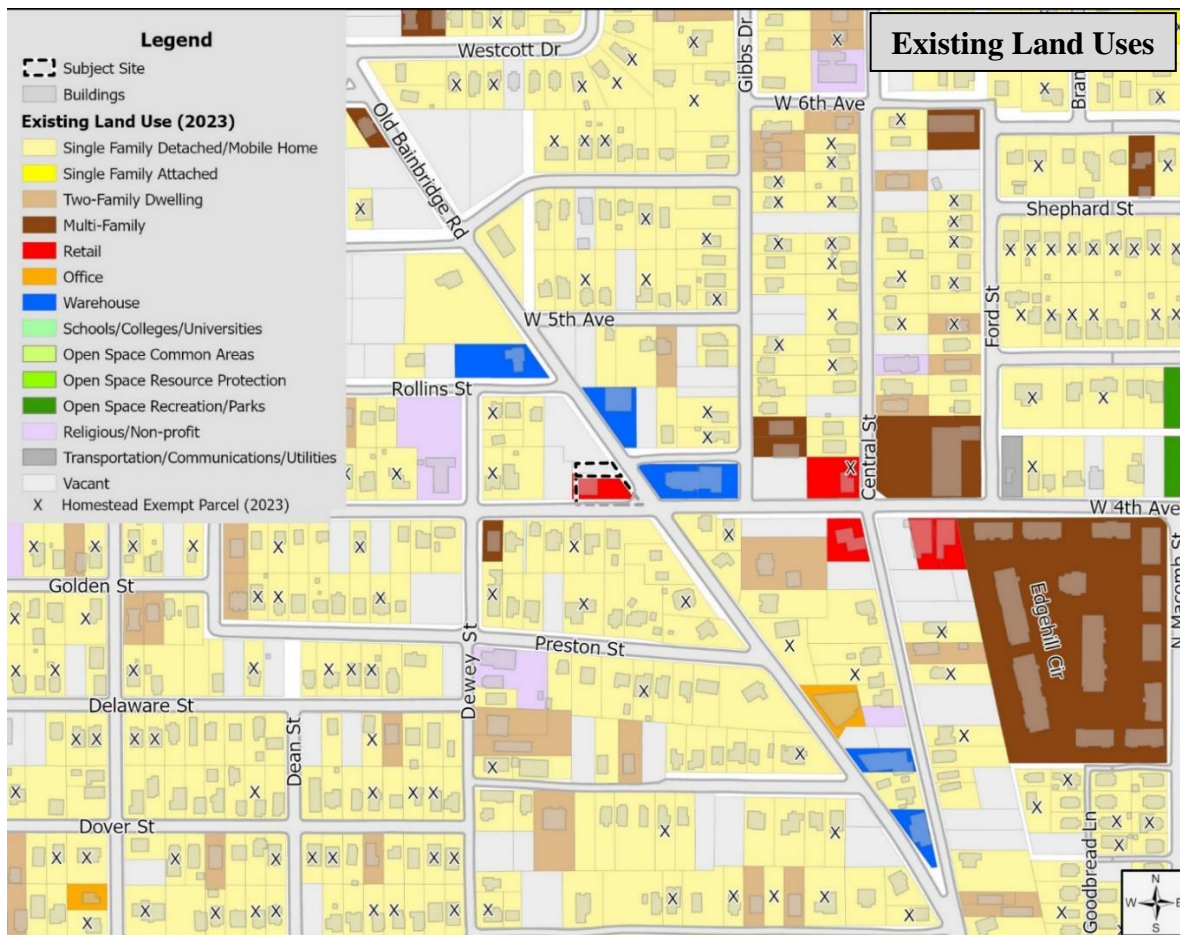 Existing Land Uses
Legend
Subject Site
Buildings
Existing Land Use (2023)
Single Family Detached/Mobile Home
Single Family Attached
Two-Family Dwelling
Multi-Family
Retail
Office
Warehouse
Schools/Colleges/Universities
Open Space Common Areas
Open Space Resource Protection
Open Space Recreation/Parks
Religious/Non-profit
Transportation/Communications/Utilities
Vacant
X Homestead Exempt Parcel (2023)
Westcott Dr
Gibbs Dr
Bran
W 6th Ave
Old Bainbridge Rd
Shephard St
Ford St
W 5th Ave
Rollins St
Central St
W 4th Ave
N Macomb St
Golden St
Edgehill Cir
Preston St
Dewey St
Delaware St
Dean St
Dover St
Goodbread Ln
N
W E
S